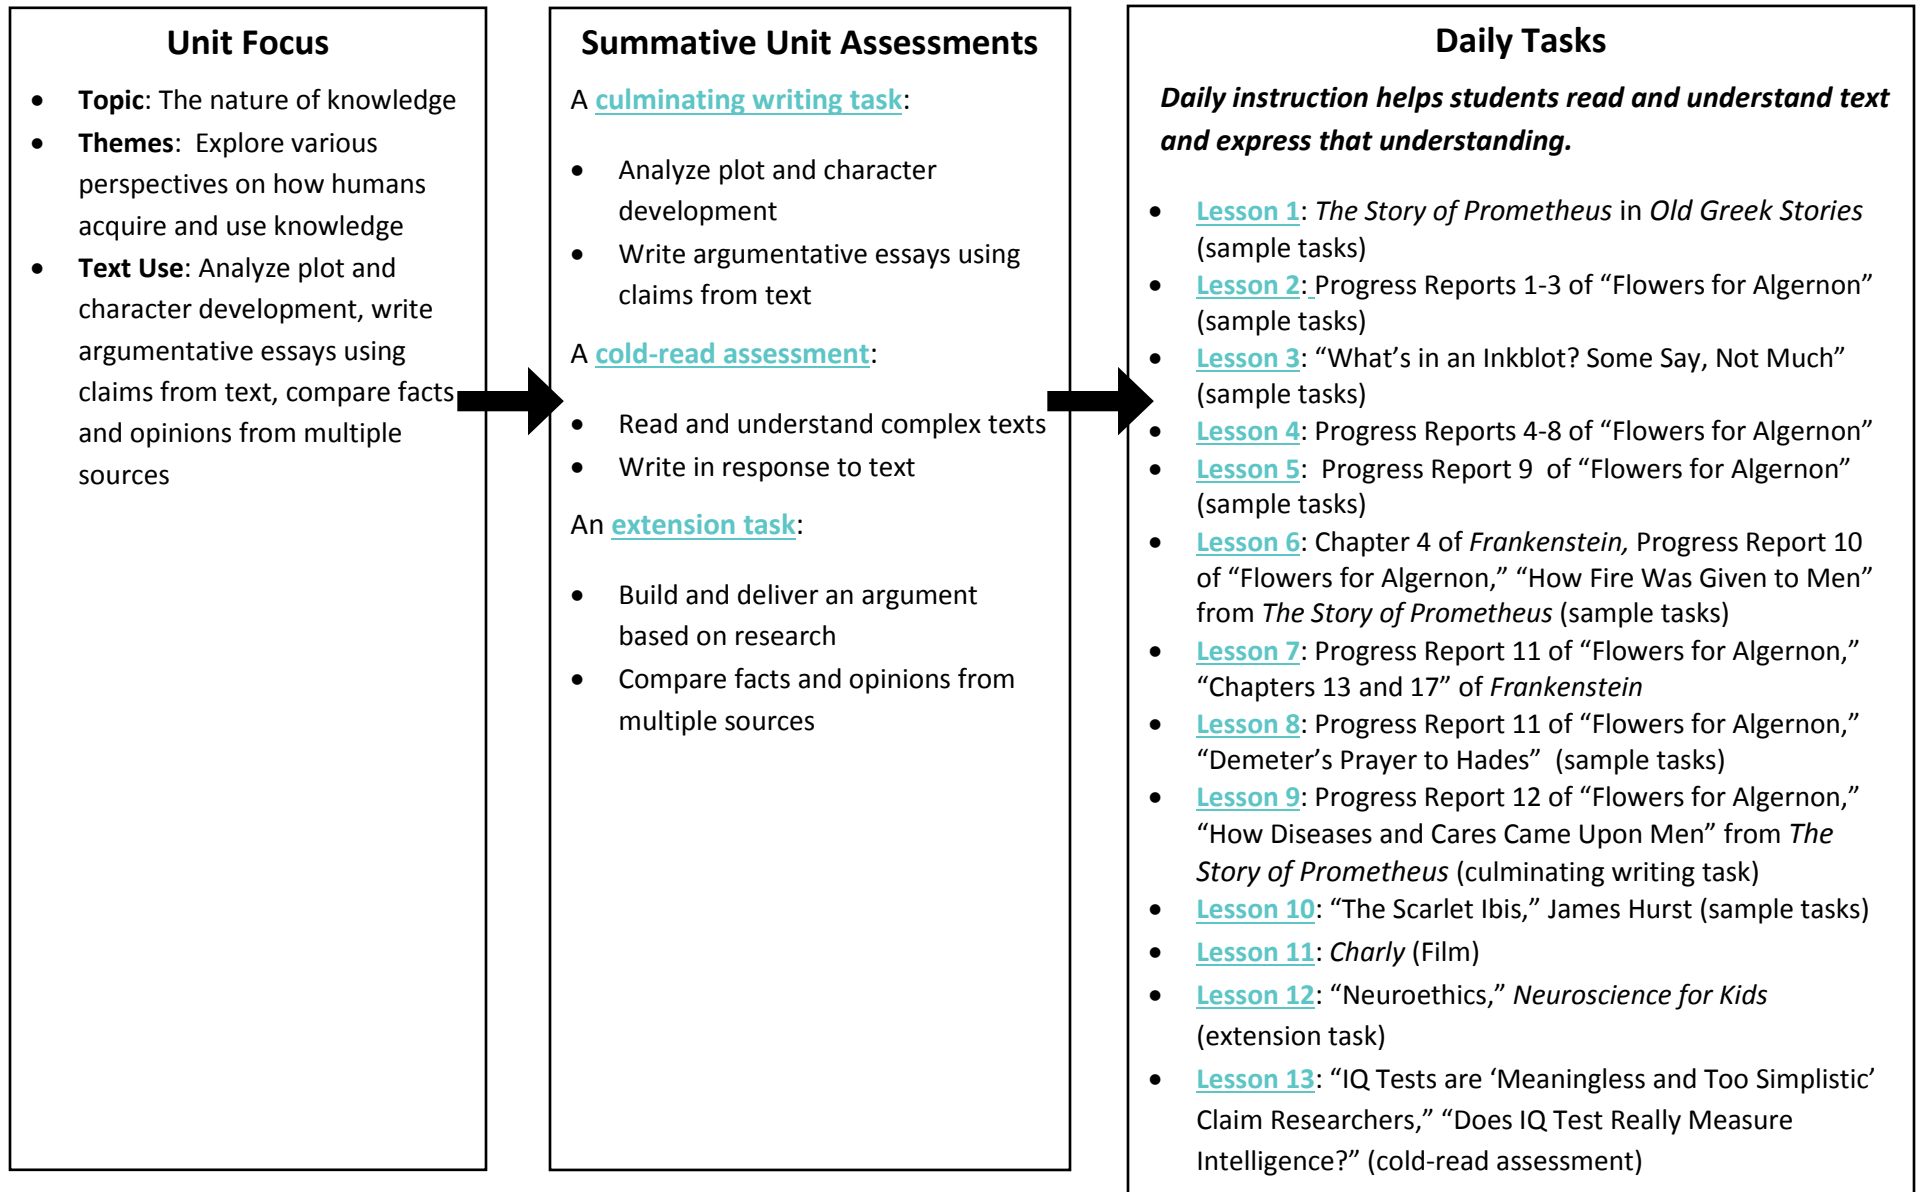 Unit Focus
• Topic: The nature of knowledge
• Themes:  Explore various
perspectives on how humans
acquire and use knowledge
• Text Use: Analyze plot and
character development, write
argumentative essays using
claims from text, compare facts
and opinions from multiple
sources
Summative Unit Assessments
A culminating writing task:
• Analyze plot and character
development
• Write argumentative essays using
claims from text
A cold-read assessment:
• Read and understand complex texts
• Write in response to text
An extension task:
• Build and deliver an argument
based on research
• Compare facts and opinions from
multiple sources
Daily Tasks
Daily instruction helps students read and understand text
and express that understanding.
• Lesson 1: The Story of Prometheus in Old Greek Stories
(sample tasks)
• Lesson 2: Progress Reports 1-3 of “Flowers for Algernon”
(sample tasks)
• Lesson 3: “What’s in an Inkblot? Some Say, Not Much”
(sample tasks)
• Lesson 4: Progress Reports 4-8 of “Flowers for Algernon”
• Lesson 5:  Progress Report 9  of “Flowers for Algernon”
(sample tasks)
• Lesson 6: Chapter 4 of Frankenstein, Progress Report 10
of “Flowers for Algernon,” “How Fire Was Given to Men”
from The Story of Prometheus (sample tasks)
• Lesson 7: Progress Report 11 of “Flowers for Algernon,”
“Chapters 13 and 17” of Frankenstein
• Lesson 8: Progress Report 11 of “Flowers for Algernon,”
“Demeter’s Prayer to Hades”  (sample tasks)
• Lesson 9: Progress Report 12 of “Flowers for Algernon,”
“How Diseases and Cares Came Upon Men” from The
Story of Prometheus (culminating writing task)
• Lesson 10: “The Scarlet Ibis,” James Hurst (sample tasks)
• Lesson 11: Charly (Film)
• Lesson 12: “Neuroethics,” Neuroscience for Kids
(extension task)
• Lesson 13: “IQ Tests are ‘Meaningless and Too Simplistic’
Claim Researchers,” “Does IQ Test Really Measure
Intelligence?” (cold-read assessment)